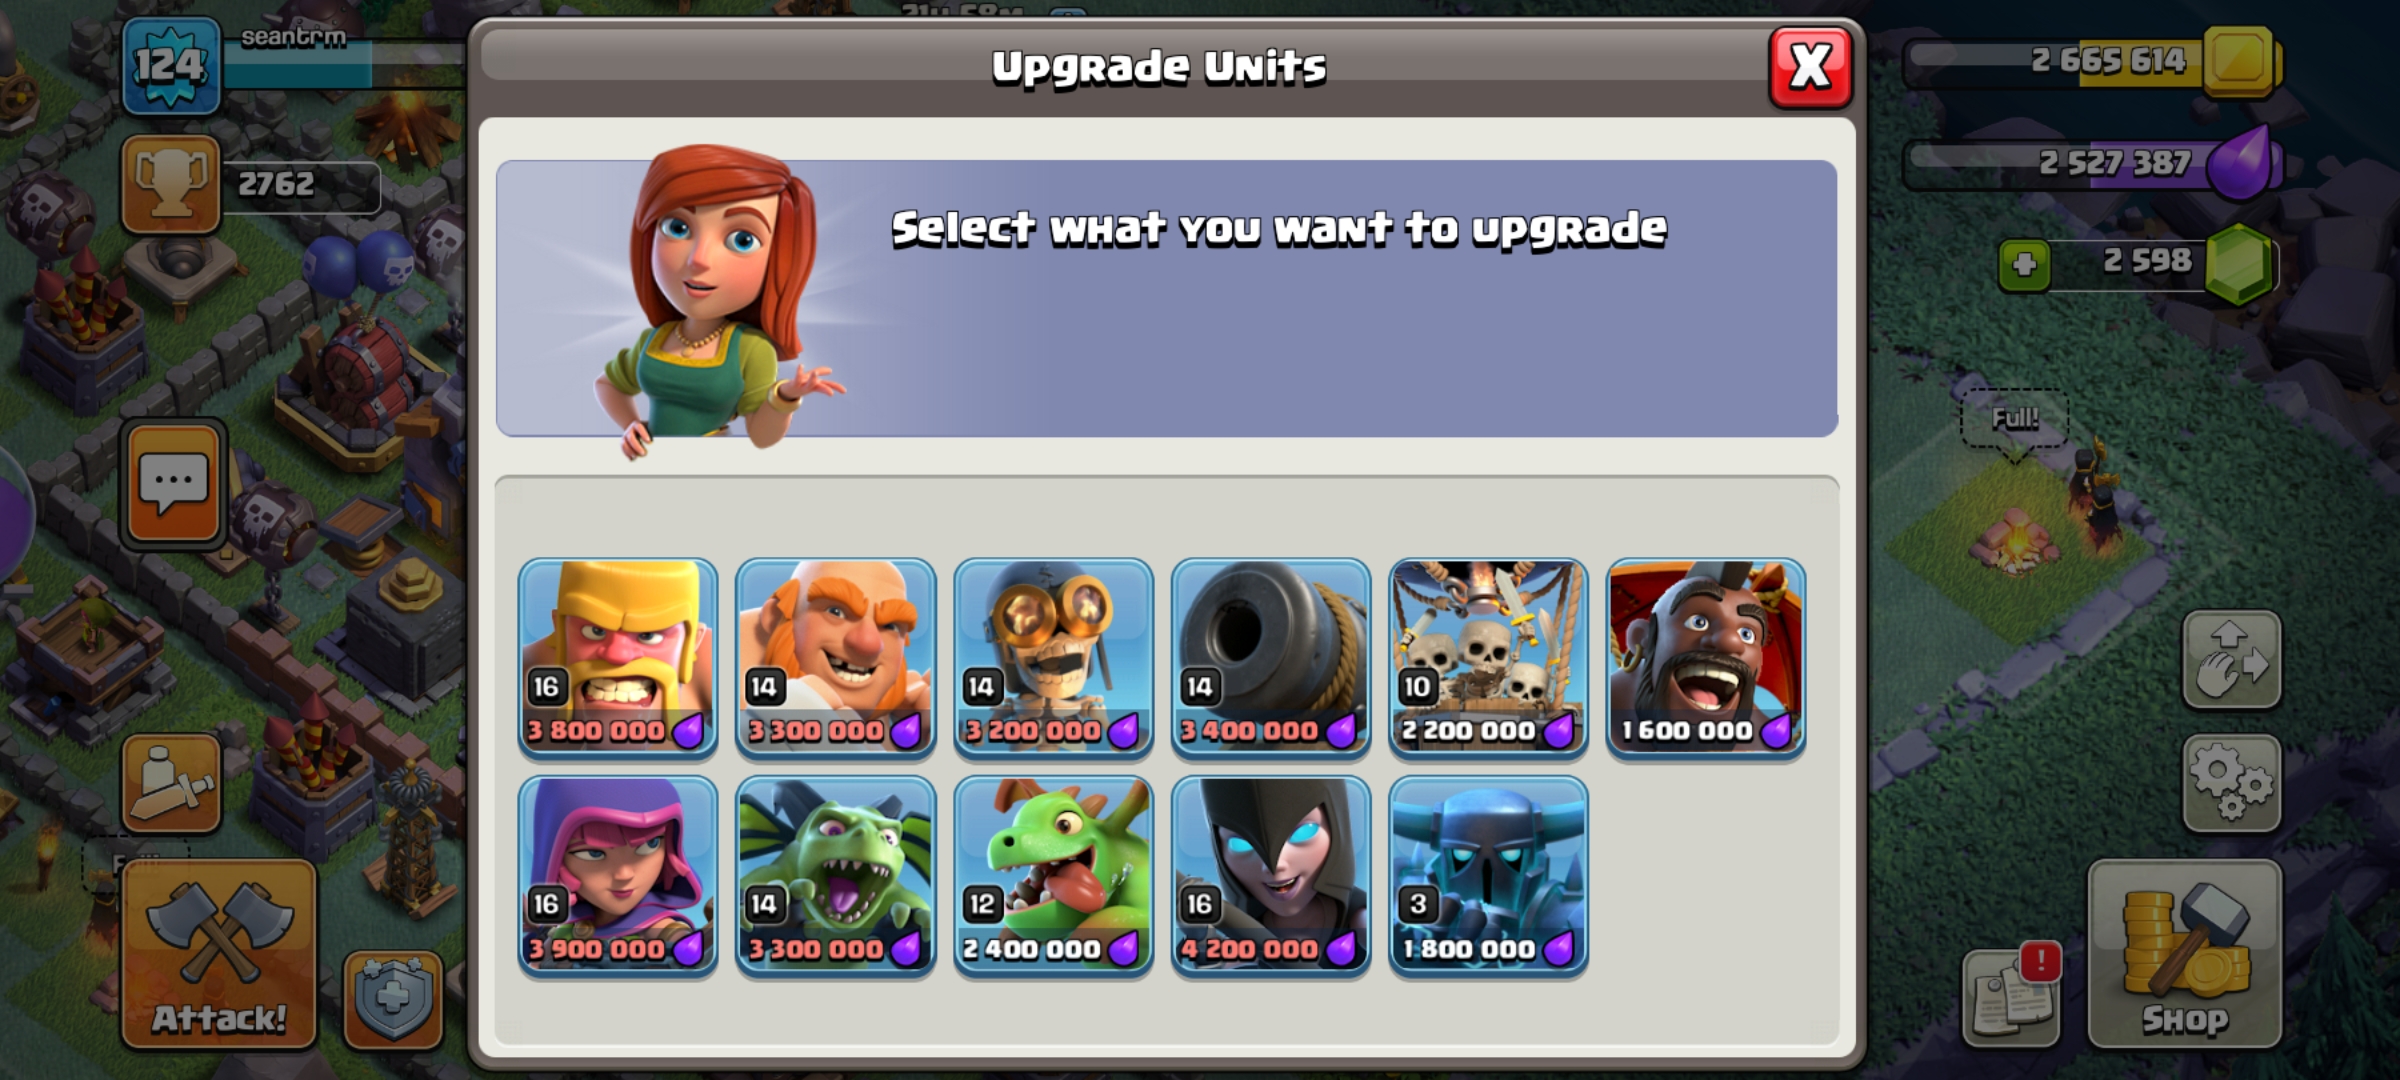 124
seantrm
Upgrade Units
X
2 665 614
2762
2 527 387
2 598
Select what you want to upgrade
Full!
16
3 800 000
14
3 300 000
14
3 200 000
14
3 400 000
10
2 200 000
1 600 000
16
3 900 000
14
3 300 000
12
2 400 000
16
4 200 000
3
1 800 000
!
Attack!
Shop